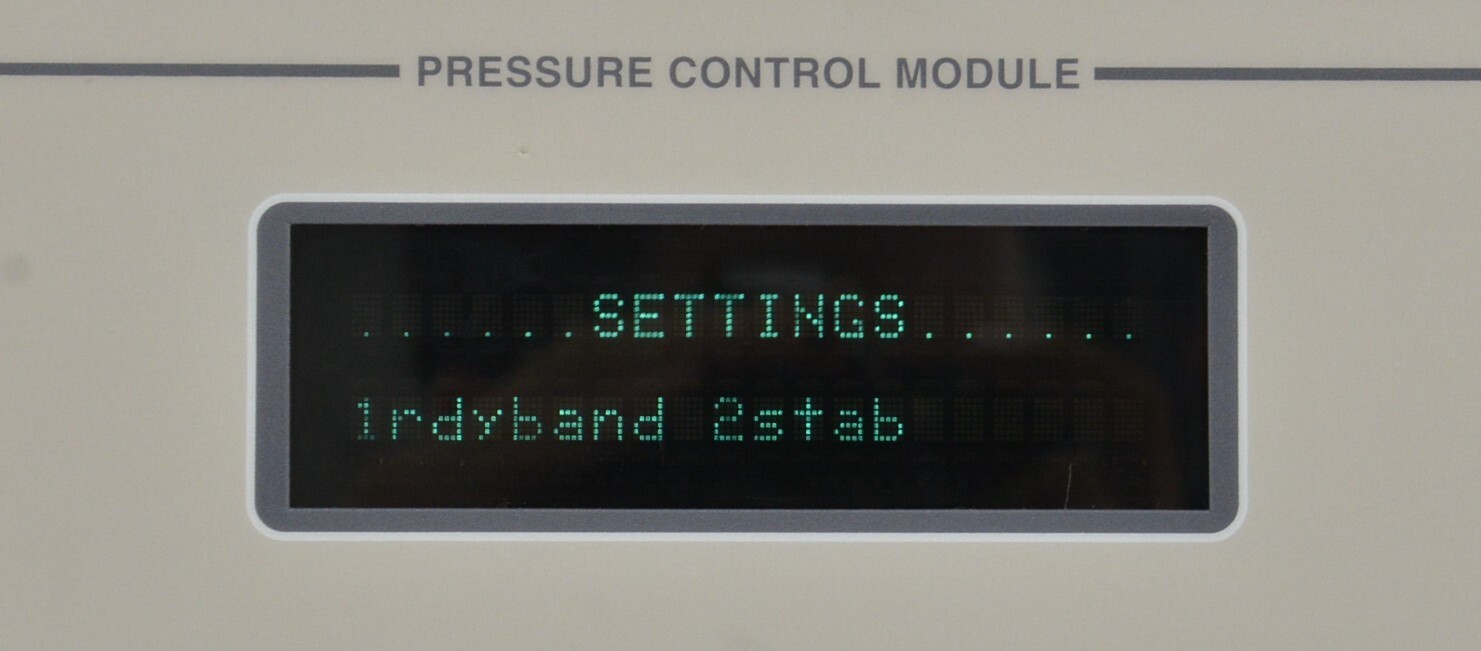 PRESSURE CONTROL MODULE
......SETTINGS......
1rdyband 2stab